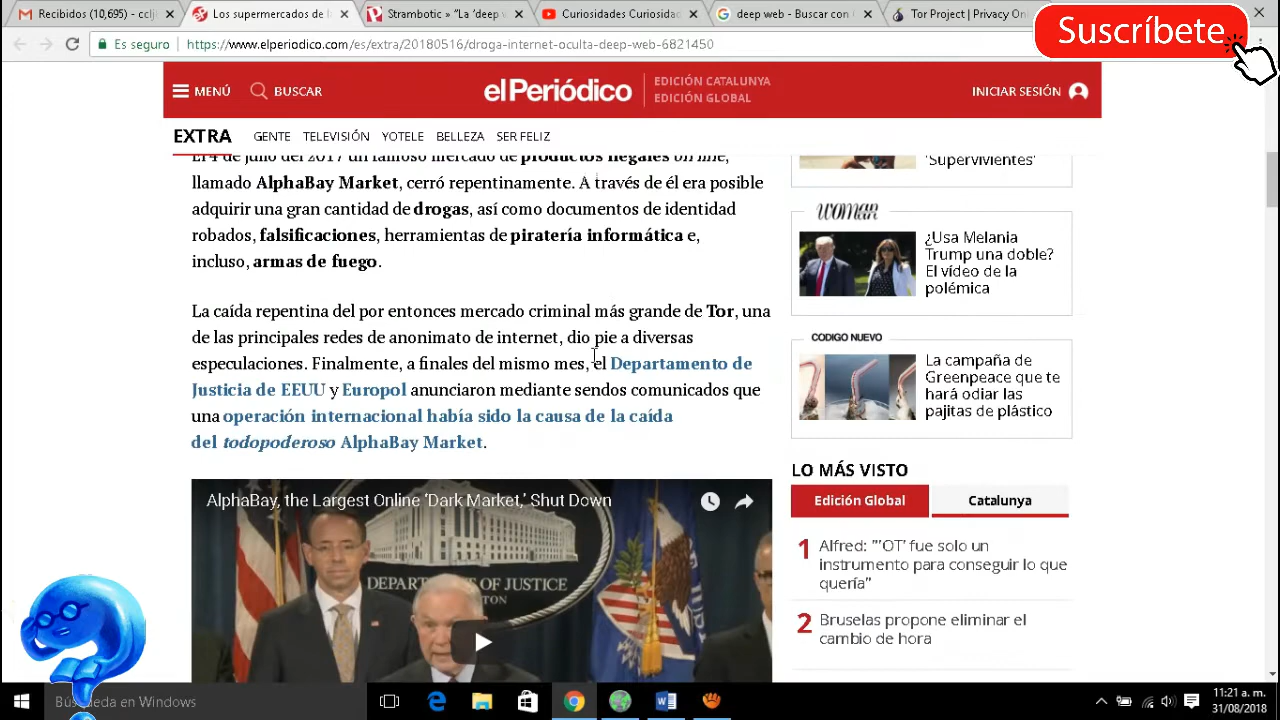 Recibidos (10,695) - cclj
Los supermercados de l
Strambotic » "La 'deep v
Curiosidades Curiosidad
deep web - Buscar con
Tor Project | Privacy Onl
Suscríbete
Es seguro
https://www.elperiodico.com/es/extra/20180516/droga-internet-oculta-deep-web-6821450
MENÚ
BUSCAR
elPeriódico
EDICIÓN CATALUNYA
EDICIÓN GLOBAL
INICIAR SESIÓN
EXTRA
GENTE
TELEVISIÓN
YOTELE
BELLEZA
SER FELIZ
El 4 de julio del 2017 un famoso mercado de productos ilegales on line,
llamado AlphaBay Market, cerró repentinamente. A través de él era posible
adquirir una gran cantidad de drogas, así como documentos de identidad
robados, falsificaciones, herramientas de piratería informática e,
incluso, armas de fuego.
La caída repentina del por entonces mercado criminal más grande de Tor, una
de las principales redes de anonimato de internet, dio pie a diversas
especulaciones. Finalmente, a finales del mismo mes, el Departamento de
Justicia de EEUU y Europol anunciaron mediante sendos comunicados que
una operación internacional había sido la causa de la caída
del todopoderoso AlphaBay Market.
AlphaBay, the Largest Online 'Dark Market,' Shut Down
DEPARTMENT OF JUSTICE
'Supervivientes'
woman
¿Usa Melania
Trump una doble?
El vídeo de la
polémica
CODIGO NUEVO
La campaña de
Greenpeace que te
hará odiar las
pajitas de plástico
LO MÁS VISTO
Edición Global
Catalunya
1 Alfred: "'OT' fue solo un
instrumento para conseguir lo que
quería"
2 Bruselas propone eliminar el
cambio de hora
Búsqueda en Windows
11:21 a. m.
31/08/2018